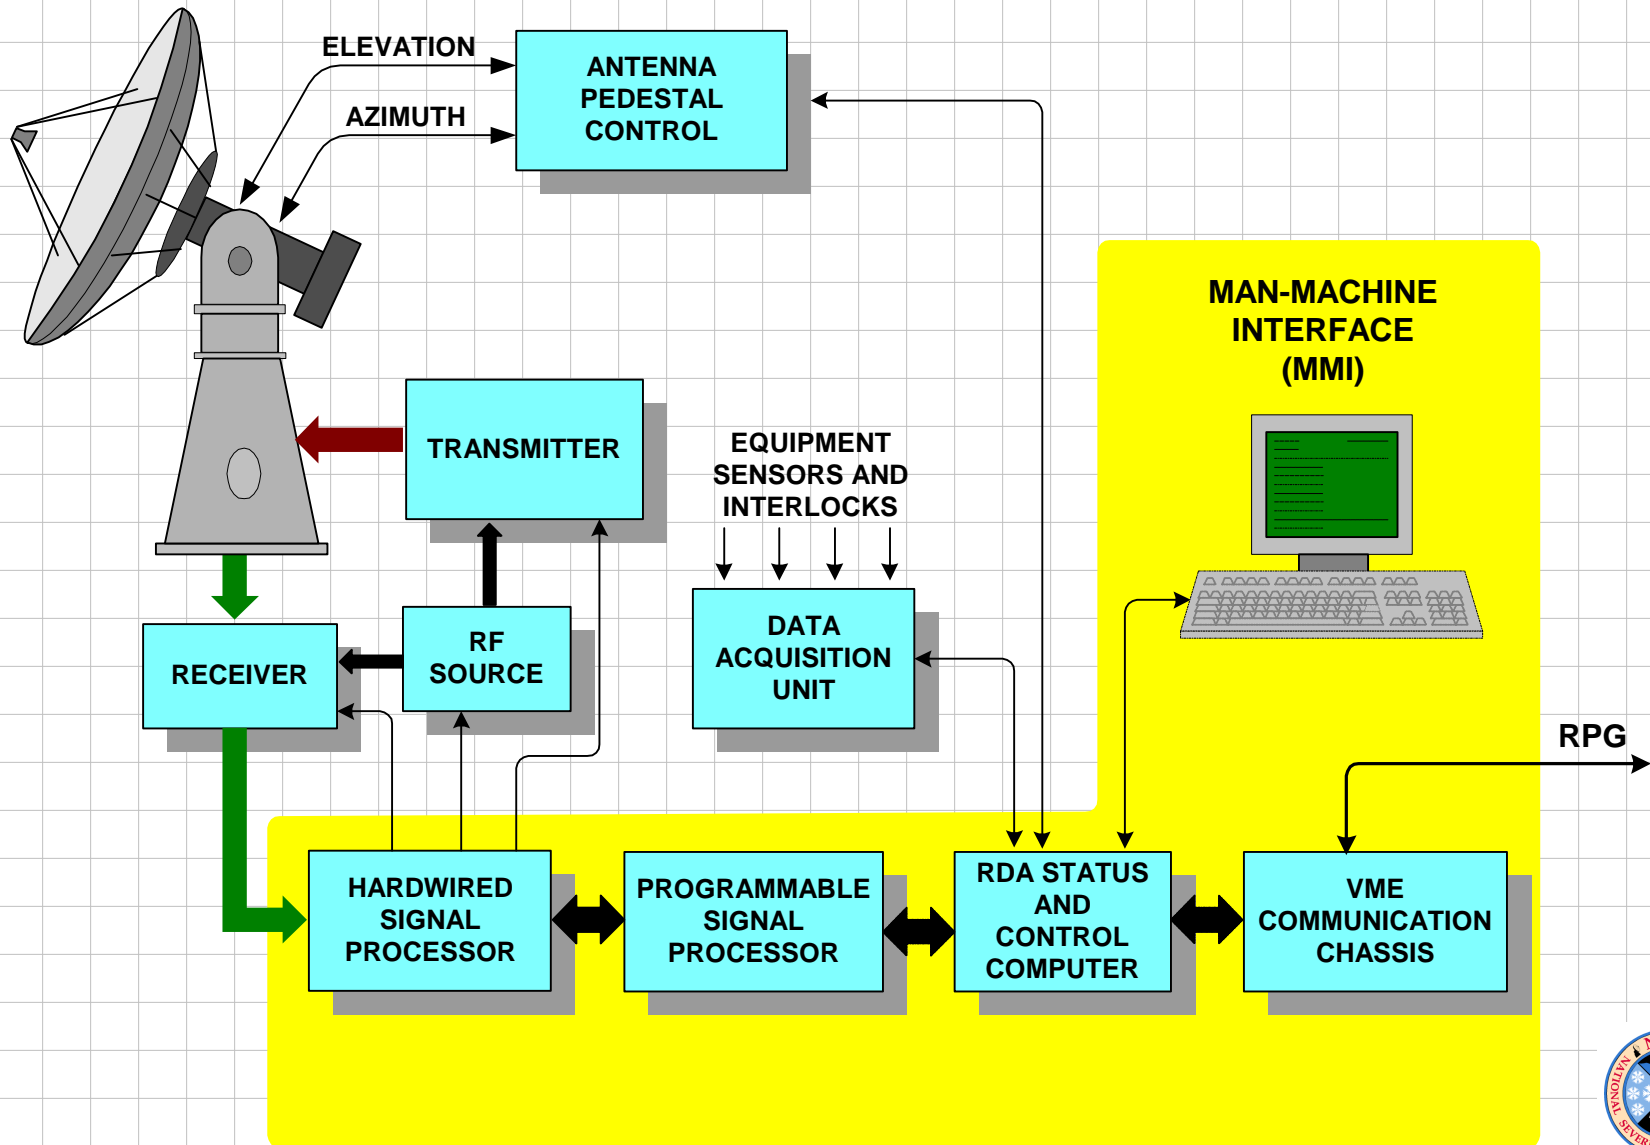 ELEVATION
AZIMUTH
ANTENNA
PEDESTAL
CONTROL
MAN-MACHINE
INTERFACE
(MMI)
TRANSMITTER
EQUIPMENT
SENSORS AND
INTERLOCKS
RF
SOURCE
RECEIVER
DATA
ACQUISITION
UNIT
RPG
HARDWIRED
SIGNAL
PROCESSOR
PROGRAMMABLE
SIGNAL
PROCESSOR
RDA STATUS
AND
CONTROL
COMPUTER
VME
COMMUNICATION
CHASSIS
NATIONAL